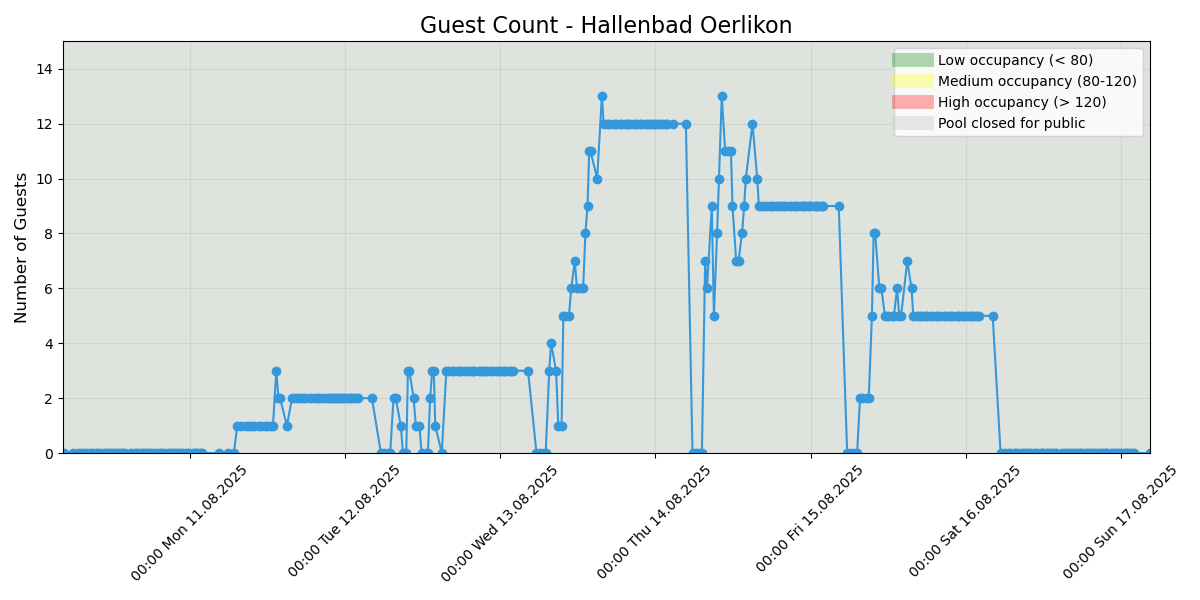 Guest Count - Hallenbad Oerlikon
Low occupancy (< 80)
Medium occupancy (80-120)
High occupancy (> 120)
Pool closed for public
Number of Guests
14
12
10
8
6
4
2
0
00:00 Mon 11.08.2025
00:00 Tue 12.08.2025
00:00 Wed 13.08.2025
00:00 Thu 14.08.2025
00:00 Fri 15.08.2025
00:00 Sat 16.08.2025
00:00 Sun 17.08.2025